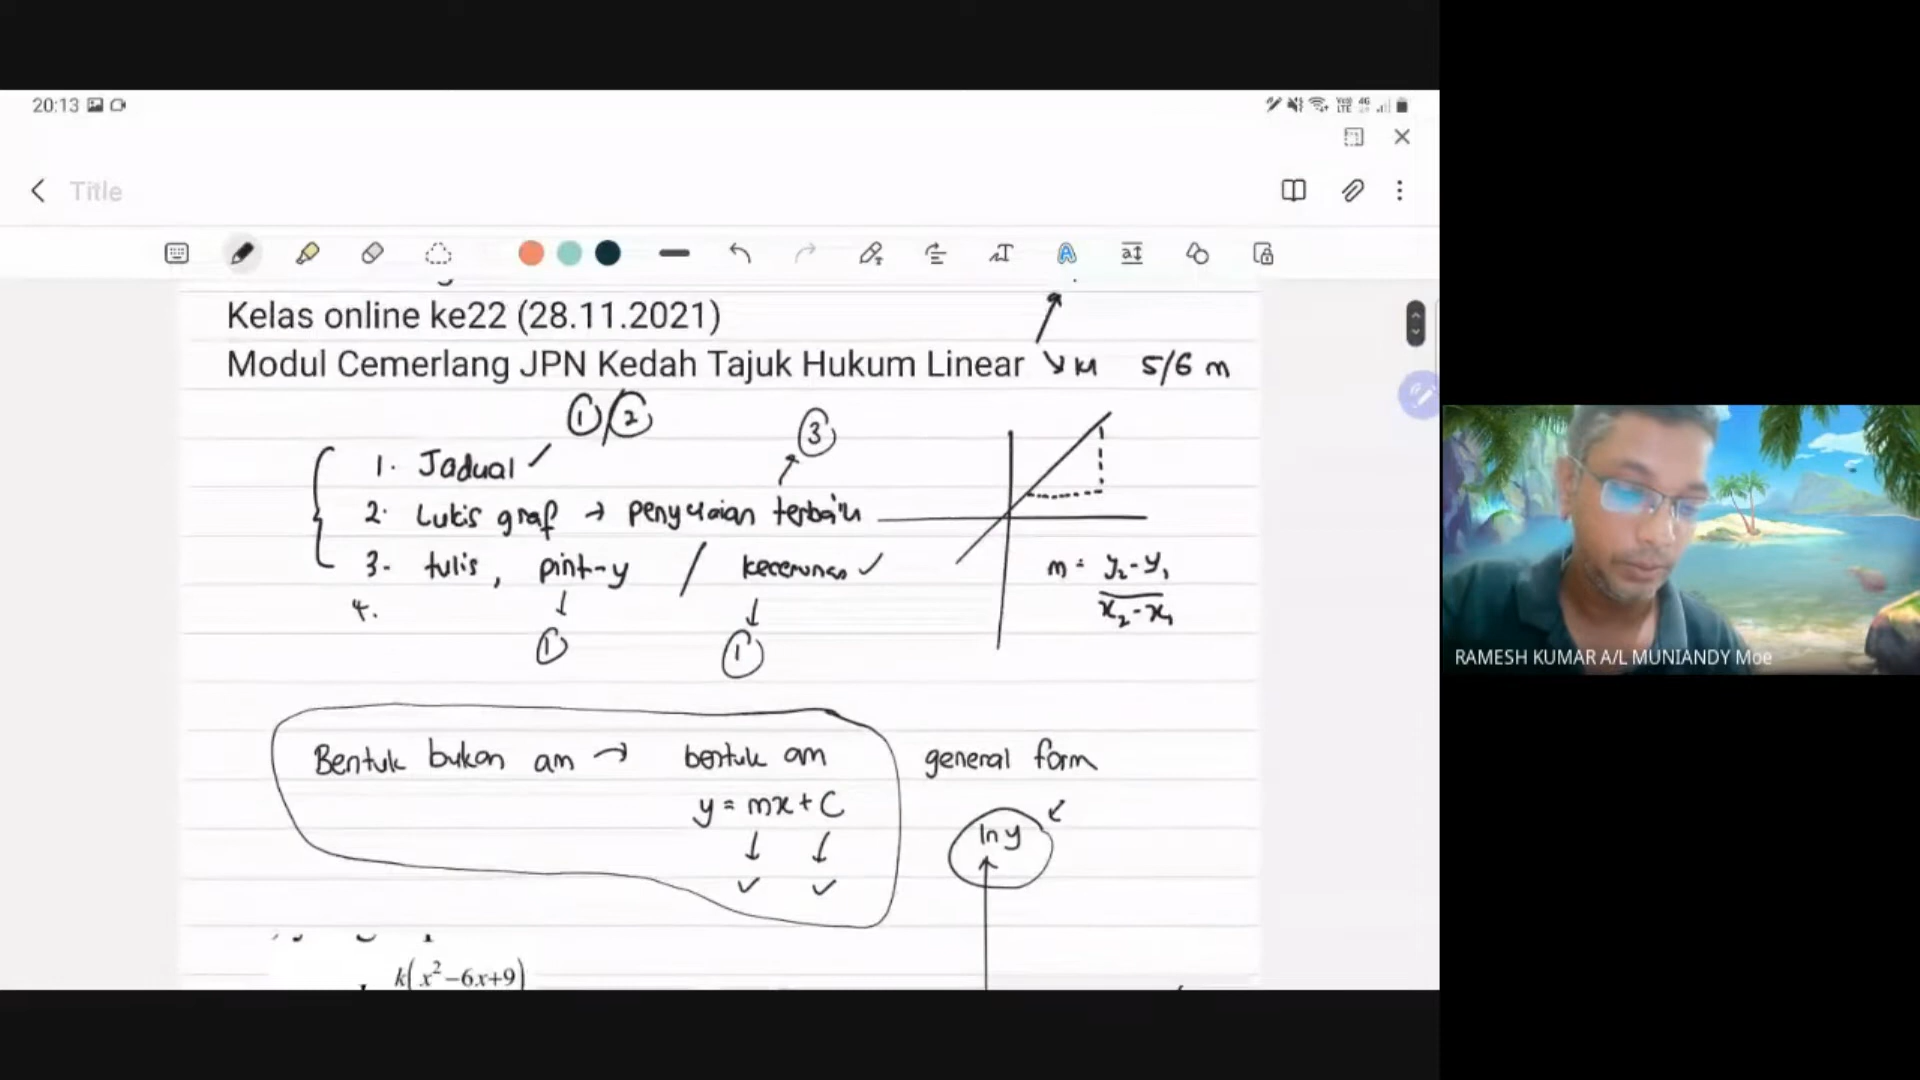 20:13
Title
Kelas online ke22 (28.11.2021)
Modul Cemerlang JPN Kedah Tajuk Hukum Linear 5/6 m
1 / 2
3
1. Jadual ✓
2. Lukis graf → penyuaian
3. tulis, pint-y / ✓
4.
1
1
m = y₂ - y₁
x₂ - x₁
Bentuk bukan am → bentuk am general form
y = mx + C
ln y
k(x²−6x+9)
RAMESH KUMAR A/L MUNIANDY Moe